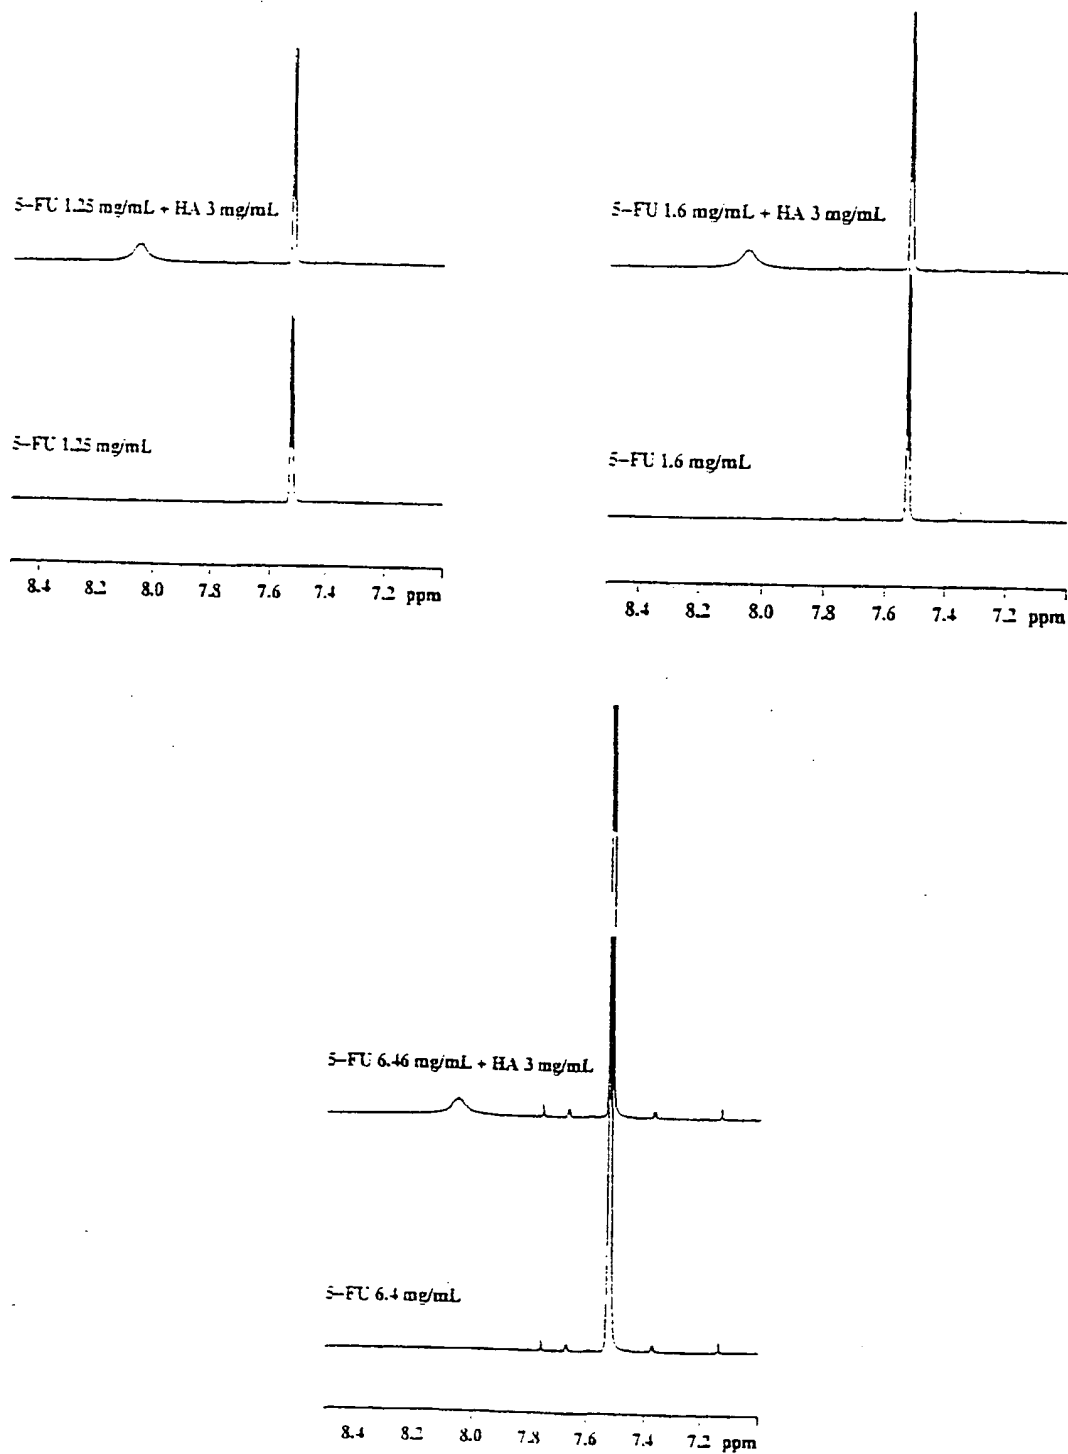 5-FU 1.25 mg/mL + HA 3 mg/mL
5-FU 1.25 mg/mL
8.4 8.2 8.0 7.8 7.6 7.4 7.2 ppm
5-FU 1.6 mg/mL + HA 3 mg/mL
5-FU 1.6 mg/mL
8.4 8.2 8.0 7.8 7.6 7.4 7.2 ppm
5-FU 6.46 mg/mL + HA 3 mg/mL
5-FU 6.4 mg/mL
8.4 8.2 8.0 7.8 7.6 7.4 7.2 ppm